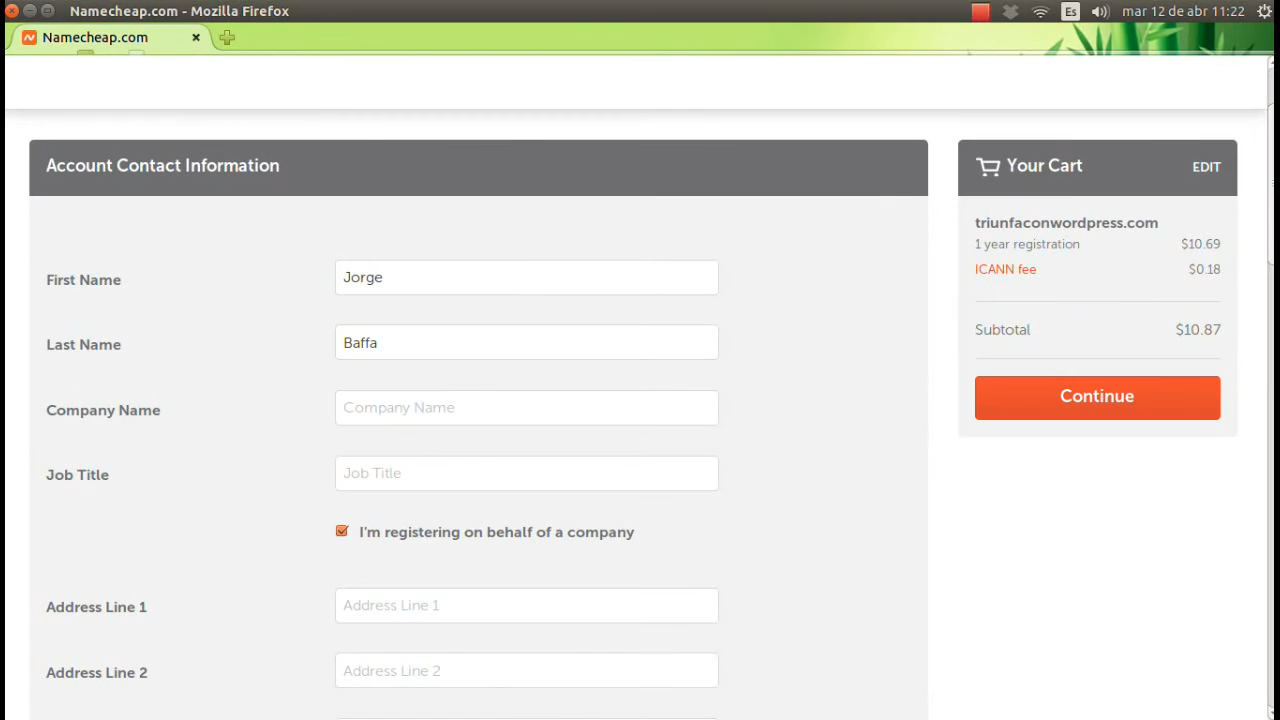 Namecheap.com - Mozilla Firefox
Es
mar 12 de abr 11:22
Namecheap.com
Account Contact Information
First Name
Jorge
Last Name
Baffa
Company Name
Company Name
Job Title
Job Title
I'm registering on behalf of a company
Address Line 1
Address Line 1
Address Line 2
Address Line 2
Your Cart
EDIT
triunfaconwordpress.com
1 year registration $10.69
ICANN fee $0.18
Subtotal $10.87
Continue